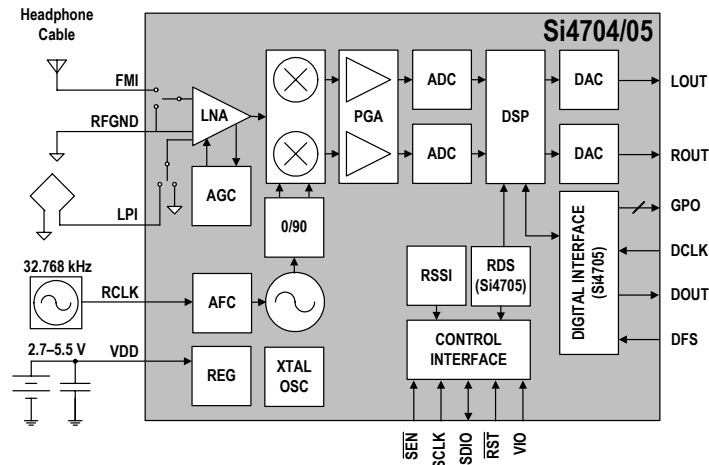 Headphone
Cable
Si4704/05
FMI
RFGND
LPI
LNA
AGC
0/90
PGA
ADC
ADC
DSP
DAC
DAC
LOUT
ROUT
GPO
DCLK
DOUT
DFS
DIGITAL INTERFACE
(Si4705)
RSSI
RDS
(Si4705)
CONTROL
INTERFACE
32.768 kHz
RCLK
AFC
2.7–5.5 V
VDD
REG
XTAL
OSC
SEN
SCLK
SDIO
RST
VIO